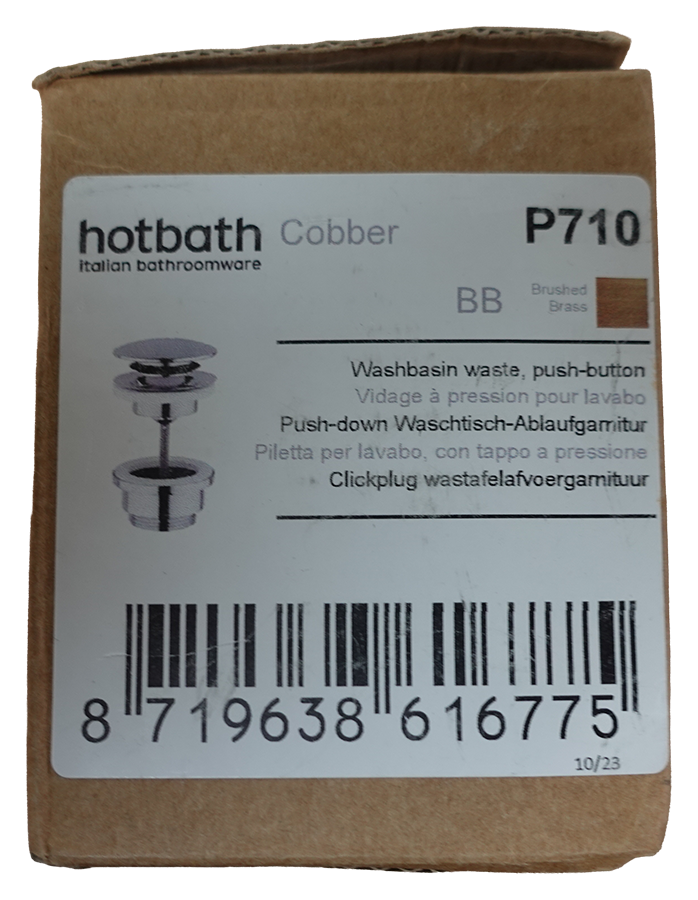 hotbath Cobber P710
italian bathroomware
BB Brushed Brass
Washbasin waste, push-button
Vidage à pression pour lavabo
Push-down Waschtisch-Ablaufgarnitur
Piletta per lavabo, con tappo a pressione
Clickplug wastafelafvoergarnituur
8 719638 616775
10/23